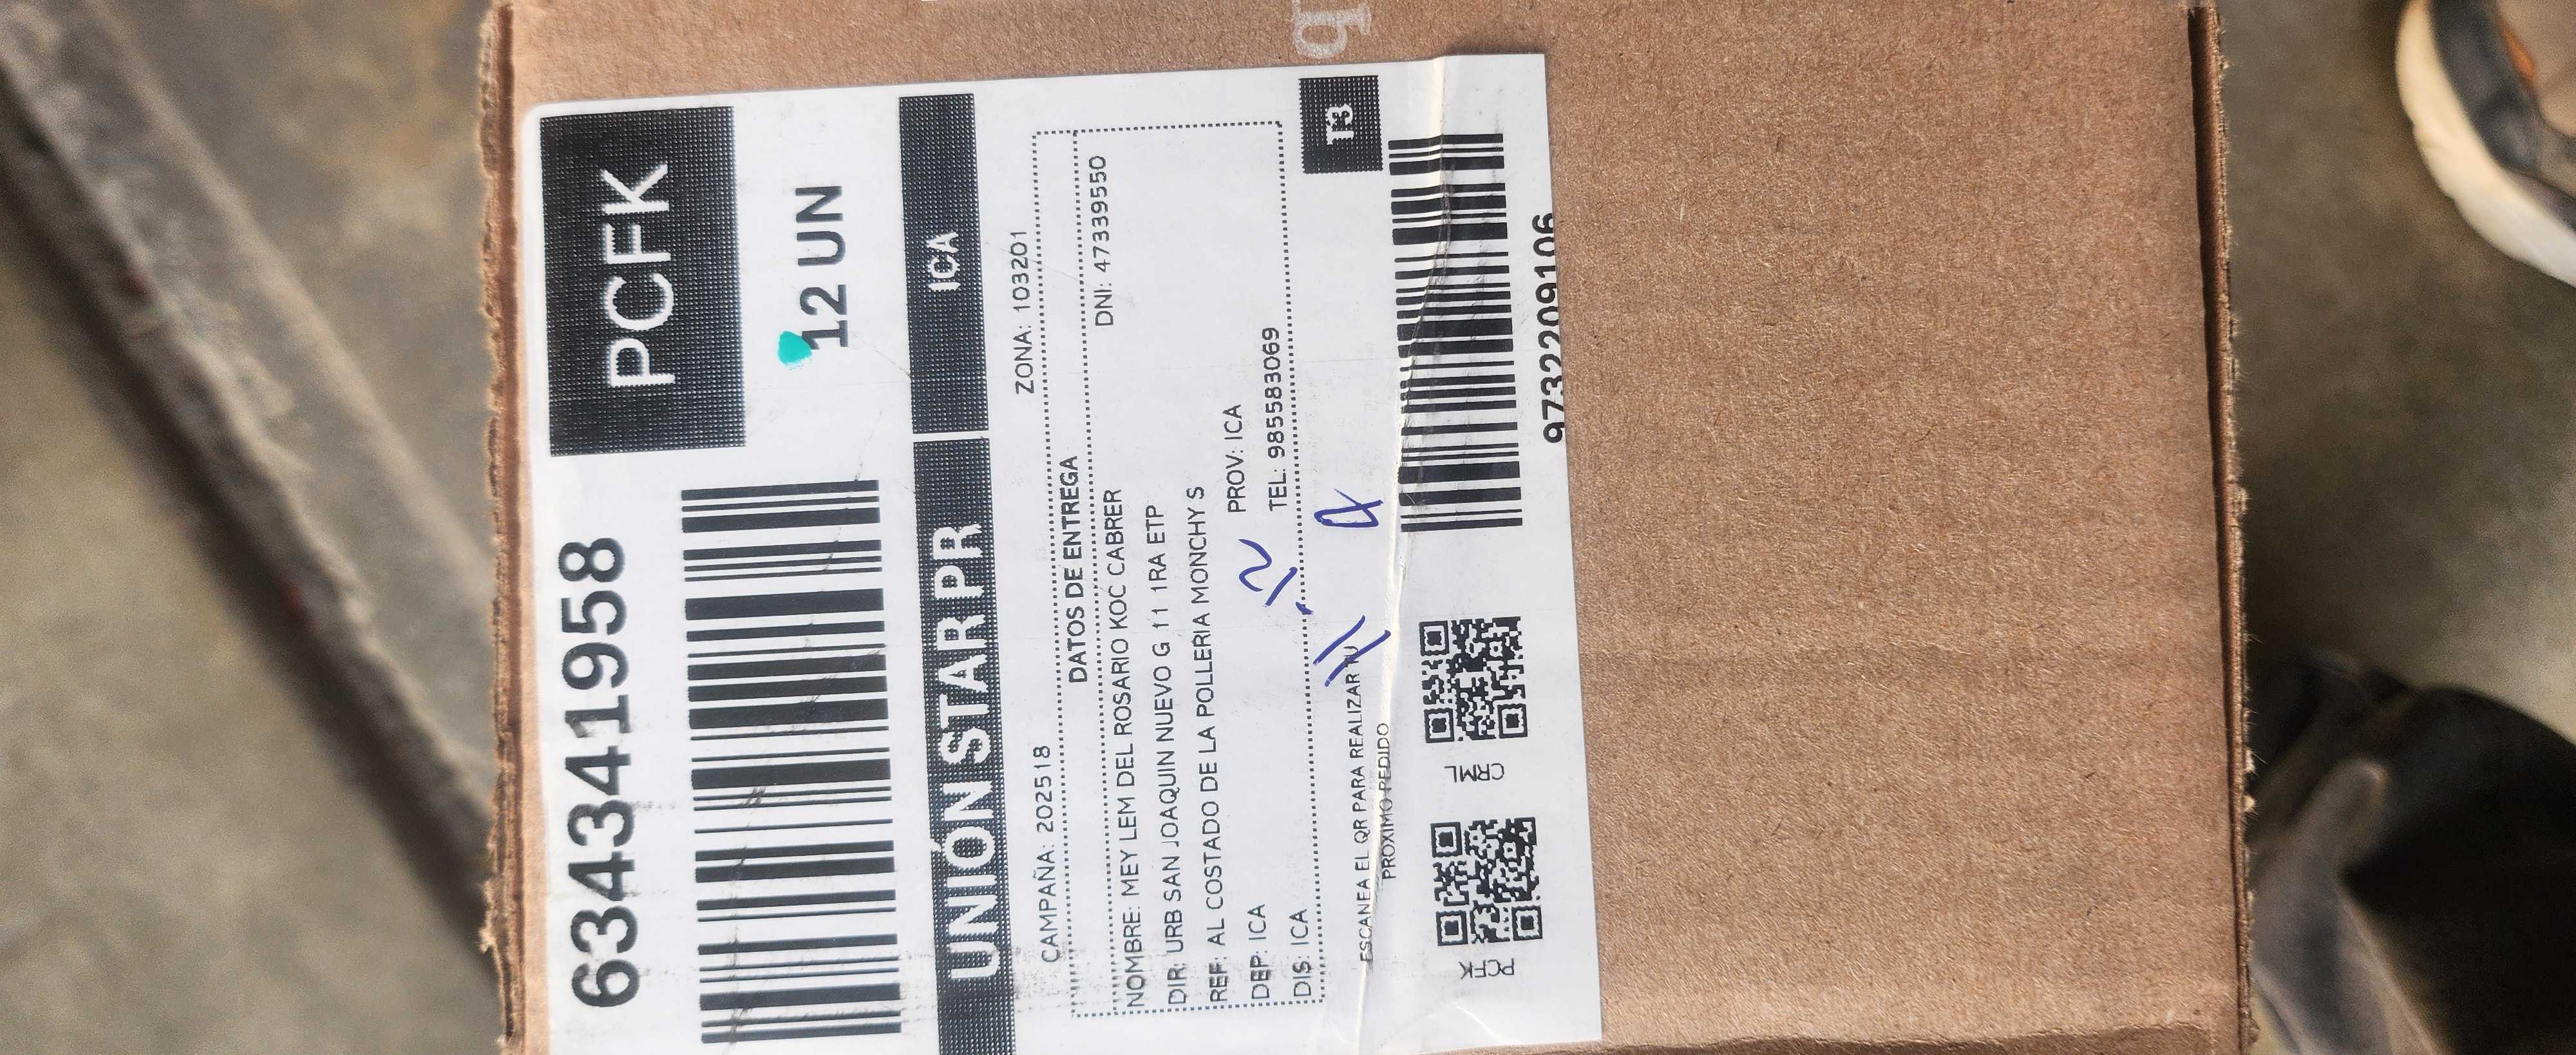 6343441958
PCFK
12 UN
UNIÓN STAR PR
ICA
CAMPAÑA: 202518 ZONA: 103201
DATOS DE ENTREGA
NOMBRE: MEY LEM DEL ROSARIO KOC CABRER DNI: 47339550
DIR: URB SAN JOAQUIN NUEVO G 11 1RA ETP
REF: AL COSTADO DE LA POLLERIA MONCHY S
DEP: ICA PROV: ICA
DIS: ICA TEL: 985583069
T3
ESCANEA EL QR PARA REALIZAR TU
PROXIMO PEDIDO
PCFK
CRML
9732209106